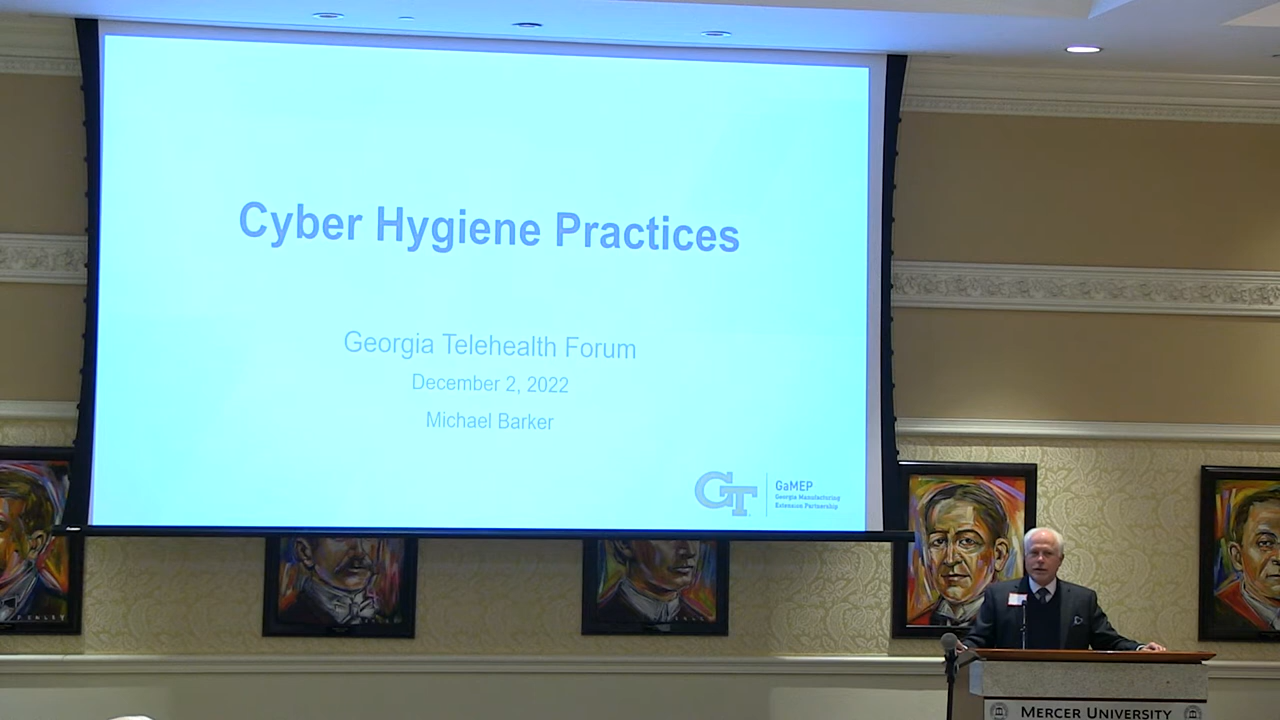 Cyber Hygiene Practices
Georgia Telehealth Forum
December 2, 2022
Michael Barker
GT
GaMEP
Georgia Manufacturing
Extension Partnership
MERCER UNIVERSITY